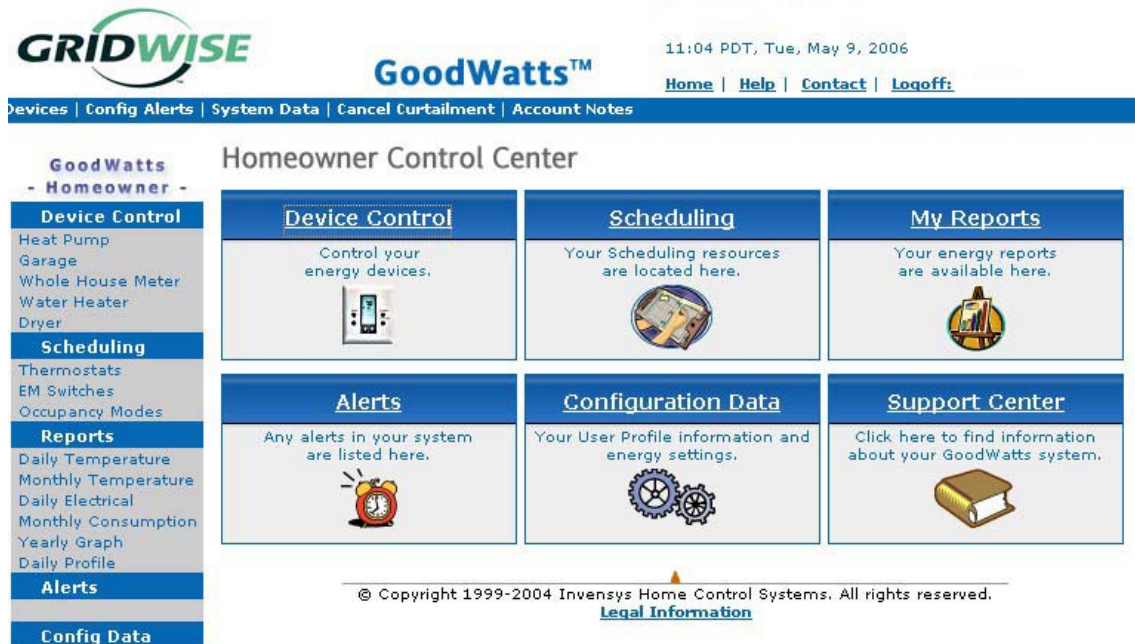 GRIDWISE
GoodWatts™
11:04 PDT, Tue, May 9, 2006
Home | Help | Contact | Logoff:
Devices | Config Alerts | System Data | Cancel Curtailment | Account Notes
GoodWatts
- Homeowner -
Device Control
Heat Pump
Garage
Whole House Meter
Water Heater
Dryer
Scheduling
Thermostats
EM Switches
Occupancy Modes
Reports
Daily Temperature
Monthly Temperature
Daily Electrical
Monthly Consumption
Yearly Graph
Daily Profile
Alerts
Config Data
Homeowner Control Center
Device Control
Control your
energy devices.
Scheduling
Your Scheduling resources
are located here.
My Reports
Your energy reports
are available here.
Alerts
Any alerts in your system
are listed here.
Configuration Data
Your User Profile information and
energy settings.
Support Center
Click here to find information
about your GoodWatts system.
© Copyright 1999-2004 Invensys Home Control Systems. All rights reserved.
Legal Information